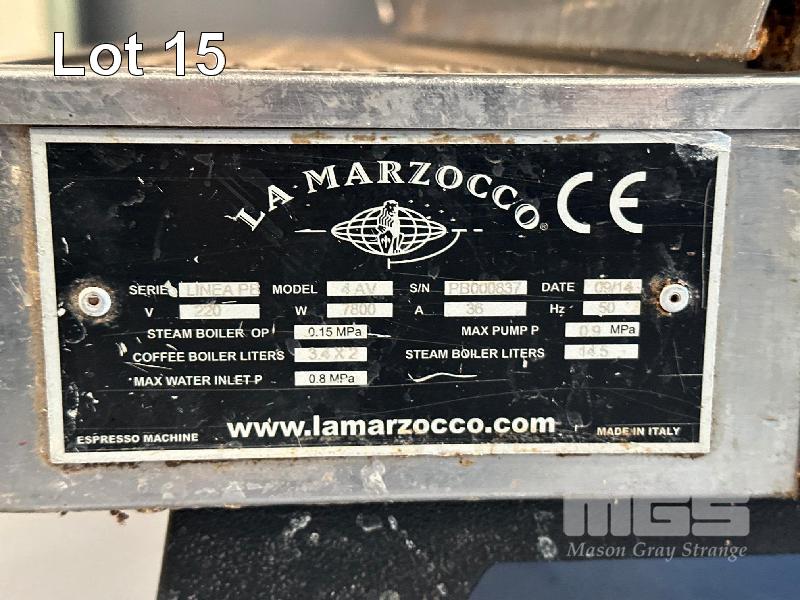 Lot 15
LA MARZOCCO®
CE
SERIE LINEA PB MODEL 4 AV S/N PB000837 DATE 09/14
V 220 W 7800 A 36 Hz 50
STEAM BOILER OP 0.15 MPa MAX PUMP P 0.9 MPa
COFFEE BOILER LITERS 3.4 X 2 STEAM BOILER LITERS 14.5
MAX WATER INLET P 0.8 MPa
ESPRESSO MACHINE www.lamarzocco.com MADE IN ITALY
MGS
Mason Gray Strange